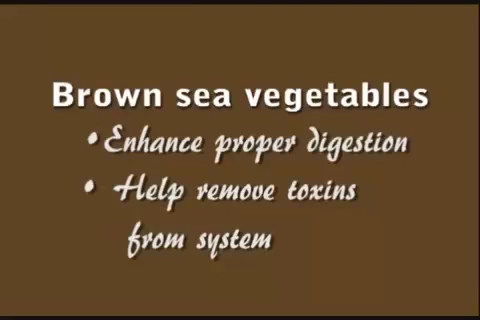 Brown sea vegetables
• Enhance proper digestion
• Help remove toxins
from system